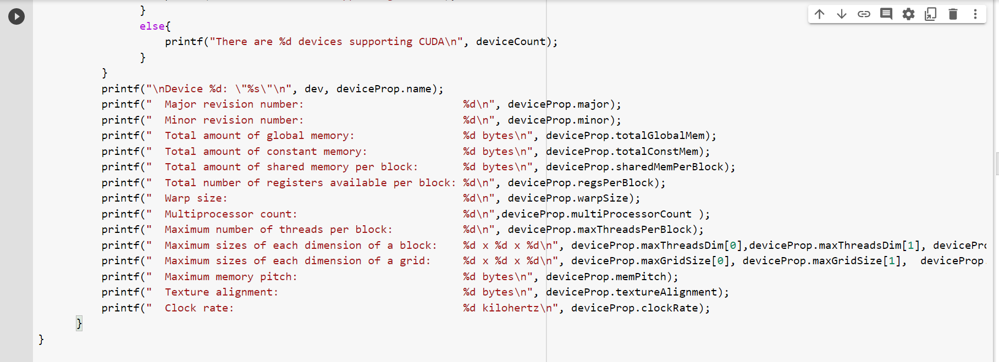 }
else{
printf("There are %d devices supporting CUDA\n", deviceCount);
}
}
printf("\nDevice %d: \"%s\"\n", dev, deviceProp.name);
printf("  Major revision number:                         %d\n", deviceProp.major);
printf("  Minor revision number:                         %d\n", deviceProp.minor);
printf("  Total amount of global memory:                 %d bytes\n", deviceProp.totalGlobalMem);
printf("  Total amount of constant memory:               %d bytes\n", deviceProp.totalConstMem);
printf("  Total amount of shared memory per block:       %d bytes\n", deviceProp.sharedMemPerBlock);
printf("  Total number of registers available per block: %d\n", deviceProp.regsPerBlock);
printf("  Warp size:                                     %d\n", deviceProp.warpSize);
printf("  Multiprocessor count:                          %d\n",deviceProp.multiProcessorCount );
printf("  Maximum number of threads per block:           %d\n", deviceProp.maxThreadsPerBlock);
printf("  Maximum sizes of each dimension of a block:    %d x %d x %d\n", deviceProp.maxThreadsDim[0],deviceProp.maxThreadsDim[1], devicePro
printf("  Maximum sizes of each dimension of a grid:     %d x %d x %d\n", deviceProp.maxGridSize[0], deviceProp.maxGridSize[1],  deviceProp.
printf("  Maximum memory pitch:                          %d bytes\n", deviceProp.memPitch);
printf("  Texture alignment:                             %d bytes\n", deviceProp.textureAlignment);
printf("  Clock rate:                                    %d kilohertz\n", deviceProp.clockRate);
}
}